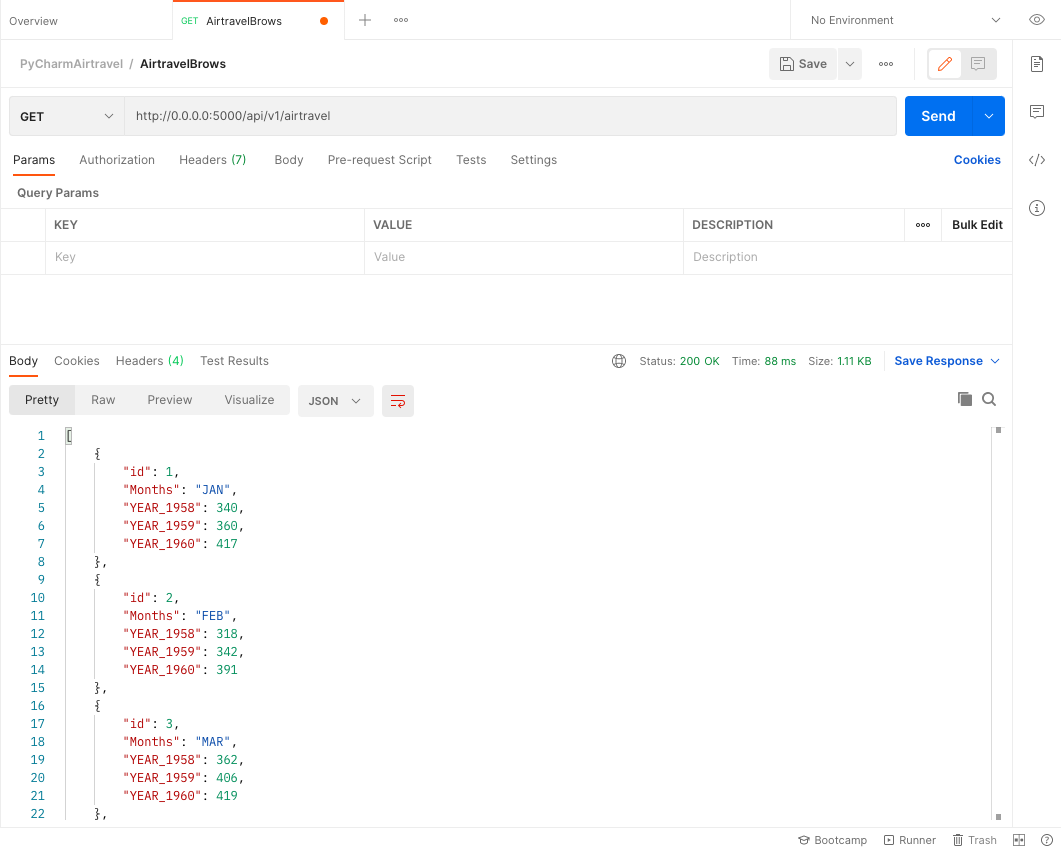 Overview
GET AirtravelBrows
No Environment
PyCharmAirtravel / AirtravelBrows
Save
GET
http://0.0.0.0:5000/api/v1/airtravel
Send
Params Authorization Headers (7) Body Pre-request Script Tests Settings Cookies
Query Params
KEY VALUE DESCRIPTION Bulk Edit
Key Value Description
Body Cookies Headers (4) Test Results Status: 200 OK Time: 88 ms Size: 1.11 KB Save Response
Pretty Raw Preview Visualize JSON
1 [
2 {
3 "id": 1,
4 "Months": "JAN",
5 "YEAR_1958": 340,
6 "YEAR_1959": 360,
7 "YEAR_1960": 417
8 },
9 {
10 "id": 2,
11 "Months": "FEB",
12 "YEAR_1958": 318,
13 "YEAR_1959": 342,
14 "YEAR_1960": 391
15 },
16 {
17 "id": 3,
18 "Months": "MAR",
19 "YEAR_1958": 362,
20 "YEAR_1959": 406,
21 "YEAR_1960": 419
22 },
Bootcamp Runner Trash